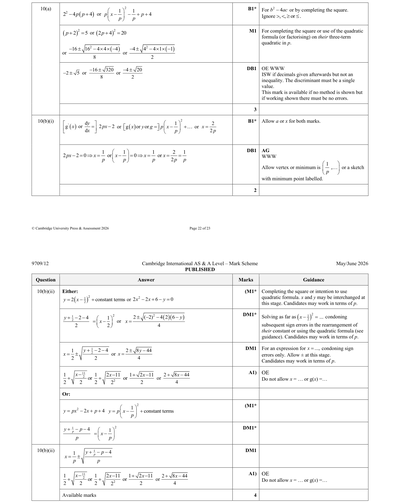 10(a)
2² − 4p(p + 4) or p(x − 1/p)² − 1/p + p + 4
B1*
For b² − 4ac or by completing the square.
Ignore >, <, ≥ or ≤.
(p + 2)² = 5 or (2p + 4)² = 20
or (−16 ± √(16² − 4×4×(−4)))/8 or (−4 ± √(4² − 4×1×(−1)))/2
M1
For completing the square or use of the quadratic
formula (or factorising) on their three-term
quadratic in p.
−2 ± √5 or (−16 ± √320)/8 or (−4 ± √20)/2
DB1
OE WWW
ISW if decimals given afterwards but not an
inequality. The discriminant must be a single
value.
This mark is available if no method is shown but
if working shown there must be no errors.
3
10(b)(i)
[g′(x) or dy/dx =] 2px − 2 or [g(x) or y or g =] p(x − 1/p)² + … or x = 2/2p
B1*
Allow a or x for both marks.
2px − 2 = 0 ⇒ x = 1/p or (x − 1/p) = 0 ⇒ x = 1/p or x = 2/2p = 1/p
DB1
AG
WWW
Allow vertex or minimum is (1/p, …) or a sketch
with minimum point labelled.
2
© Cambridge University Press & Assessment 2026
Page 22 of 23
9709/12
Cambridge International AS & A Level – Mark Scheme
May/June 2026
PUBLISHED
Question
Answer
Marks
Guidance
10(b)(ii)
Either:
y = 2(x − ½)² + constant terms or 2x² − 2x + 6 − y = 0
(M1*
Completing the square or intention to use
quadratic formula. x and y may be interchanged at
this stage. Candidates may work in terms of p.
DM1*
condoning
subsequent sign errors in the rearrangement of
their constant or using the quadratic formula (see
guidance). Candidates may work in terms of p.
DM1
For an expression for x = …, condoning sign
errors only. Allow ± at this stage.
Candidates may work in terms of p.
A1)
OE
Do not allow x = … or g(x) = …
Or:
y = px² − 2x + p + 4
y = p(x − 1/p)² + constant terms
(M1*
DM1*
10(b)(ii)
DM1
A1)
OE
Do not allow x = … or g(x) = …
Available marks
4